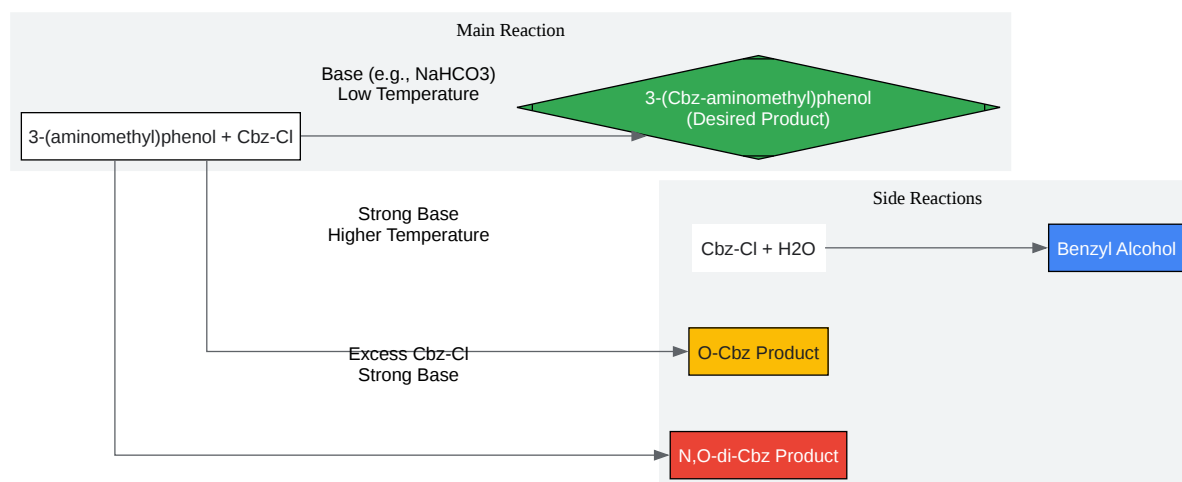 Main Reaction
Base (e.g., NaHCO3)
Low Temperature
3-(Cbz-aminomethyl)phenol
(Desired Product)
3-(aminomethyl)phenol + Cbz-Cl
Side Reactions
Strong Base
Higher Temperature
Cbz-Cl + H2O
Benzyl Alcohol
Excess Cbz-Cl
Strong Base
O-Cbz Product
N,O-di-Cbz Product